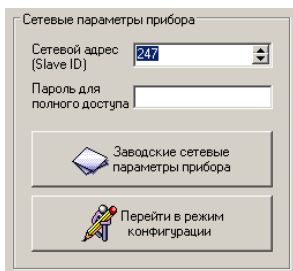 Сетевые параметры прибора
Сетевой адрес
(Slave ID)
247
Пароль для
полного доступа
Заводские сетевые
параметры прибора
Перейти в режим
конфигурации